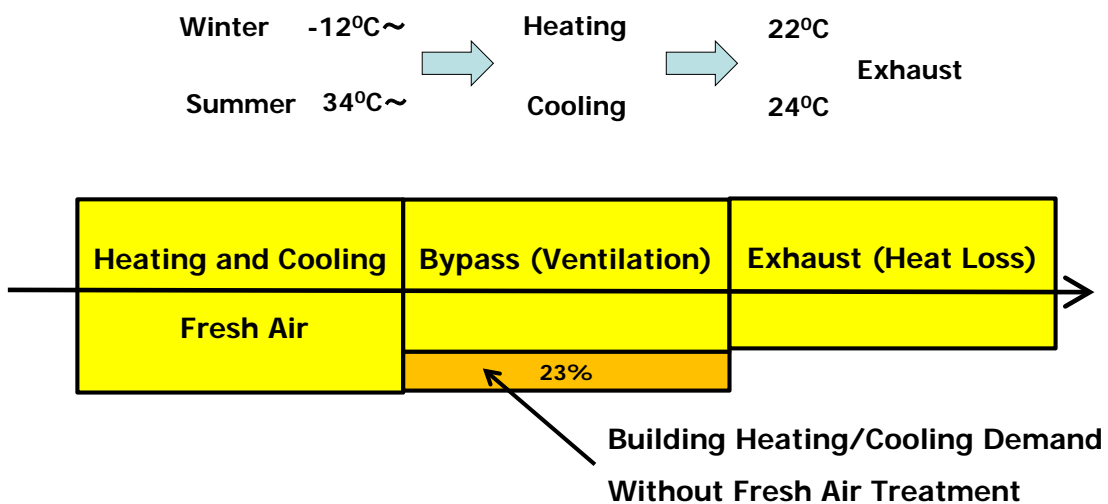 Winter -12⁰C~ Heating 22⁰C
Exhaust
Summer 34⁰C~ Cooling 24⁰C
Heating and Cooling Bypass (Ventilation) Exhaust (Heat Loss)
Fresh Air
23%
Building Heating/Cooling Demand
Without Fresh Air Treatment